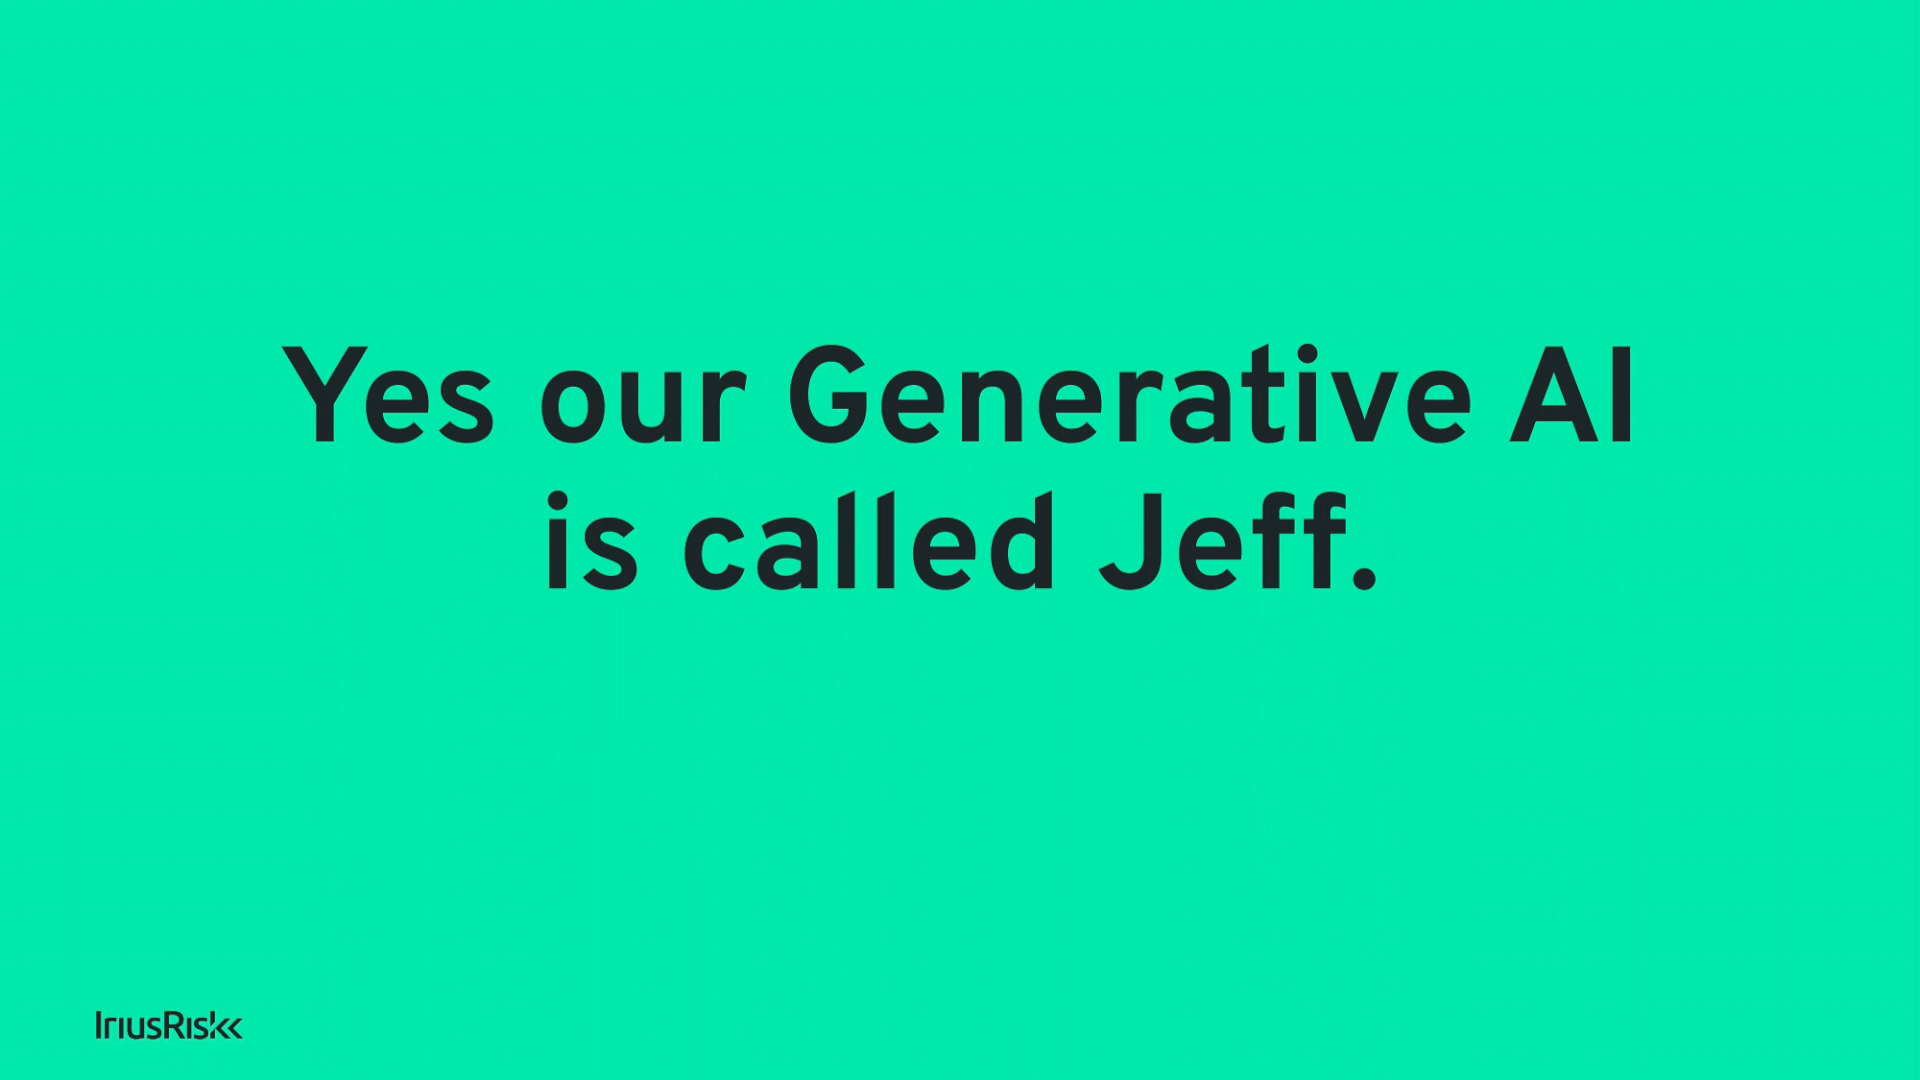 Yes our Generative AI
is called Jeff.
IriusRisk